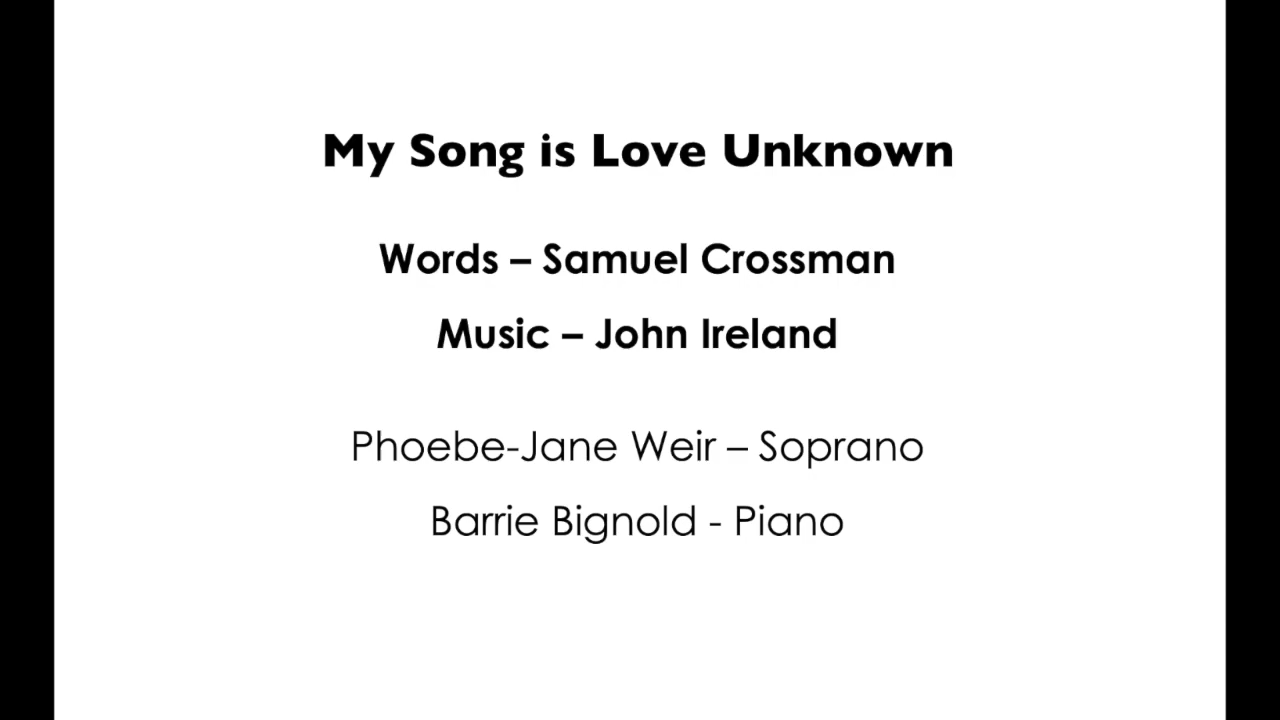 My Song is Love Unknown
Words – Samuel Crossman
Music – John Ireland
Phoebe-Jane Weir – Soprano
Barrie Bignold - Piano